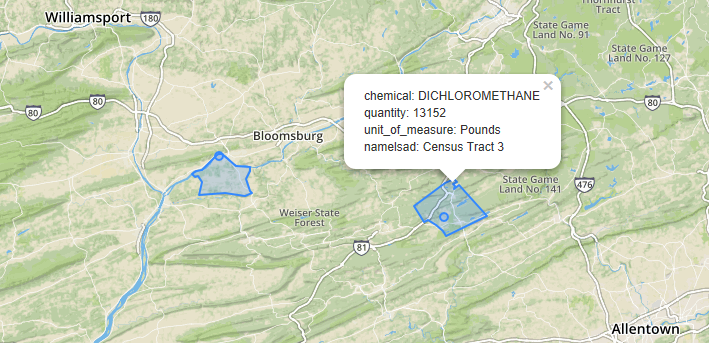 Thornhurst
Tract
Williamsport
180
State Game
Land No. 91
State Game
Land No. 127
80
80
80
chemical: DICHLOROMETHANE
quantity: 13152
unit_of_measure: Pounds
namelsad: Census Tract 3
×
Bloomsburg
State Game
Land No. 141
476
Weiser State
Forest
81
Allentown